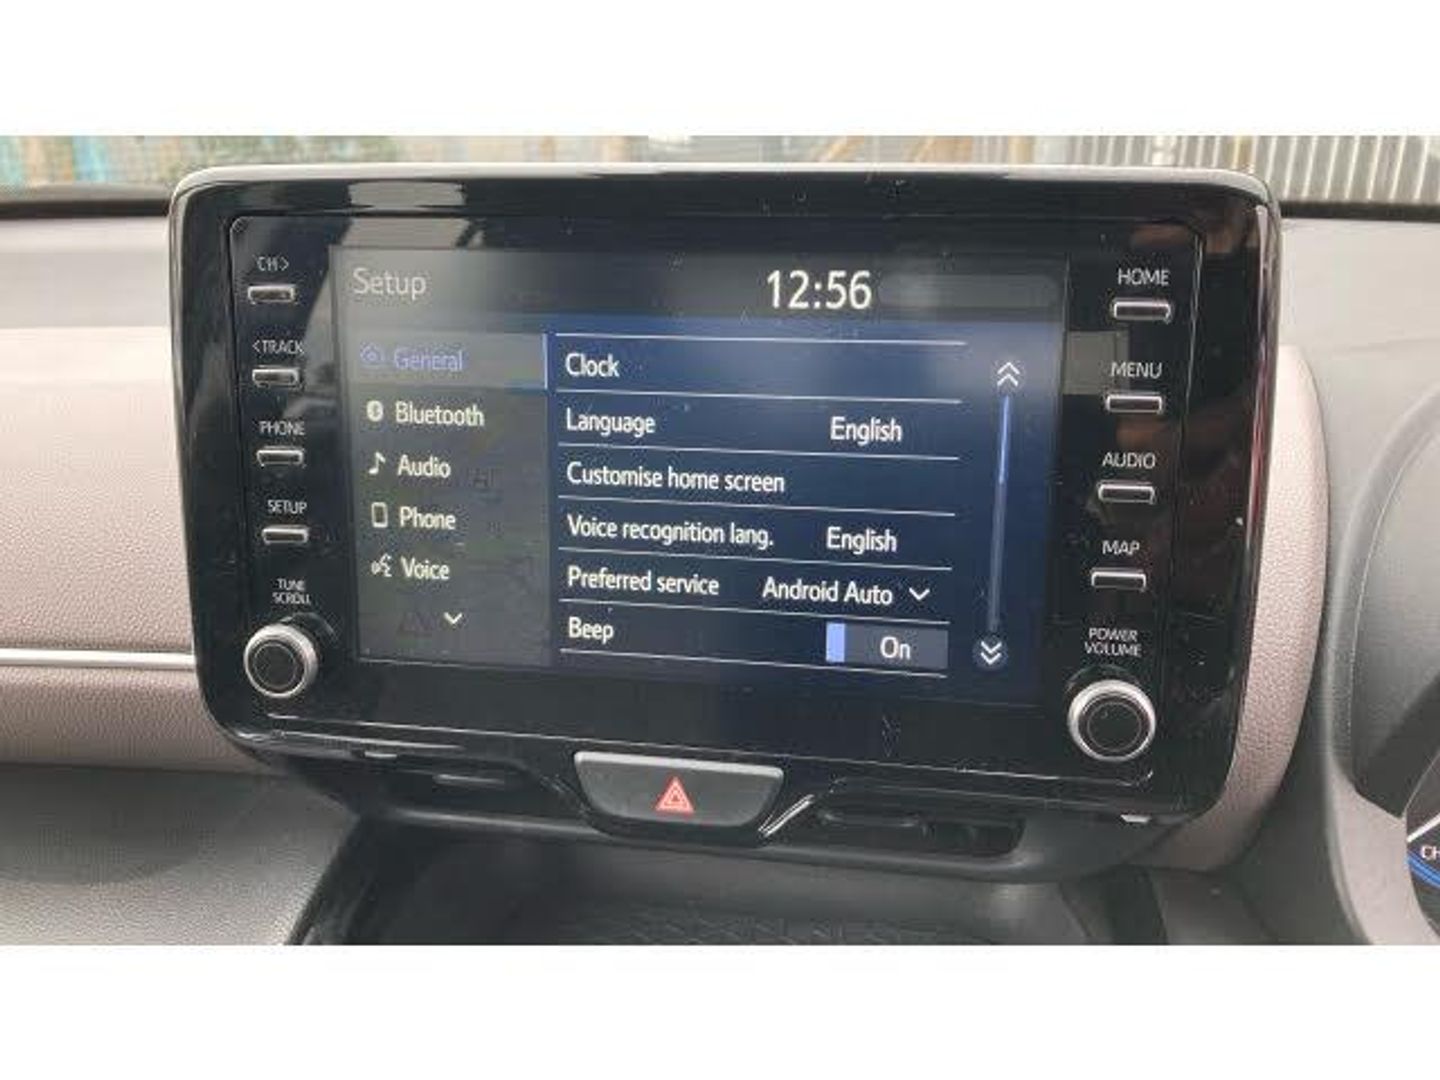 CH>
<TRACK
PHONE
SETUP
TUNE
SCROLL
Setup
12:56
General
Bluetooth
Audio
Phone
Voice
Clock
Language English
Customise home screen
Voice recognition lang. English
Preferred service Android Auto
Beep On
HOME
MENU
AUDIO
MAP
POWER
VOLUME